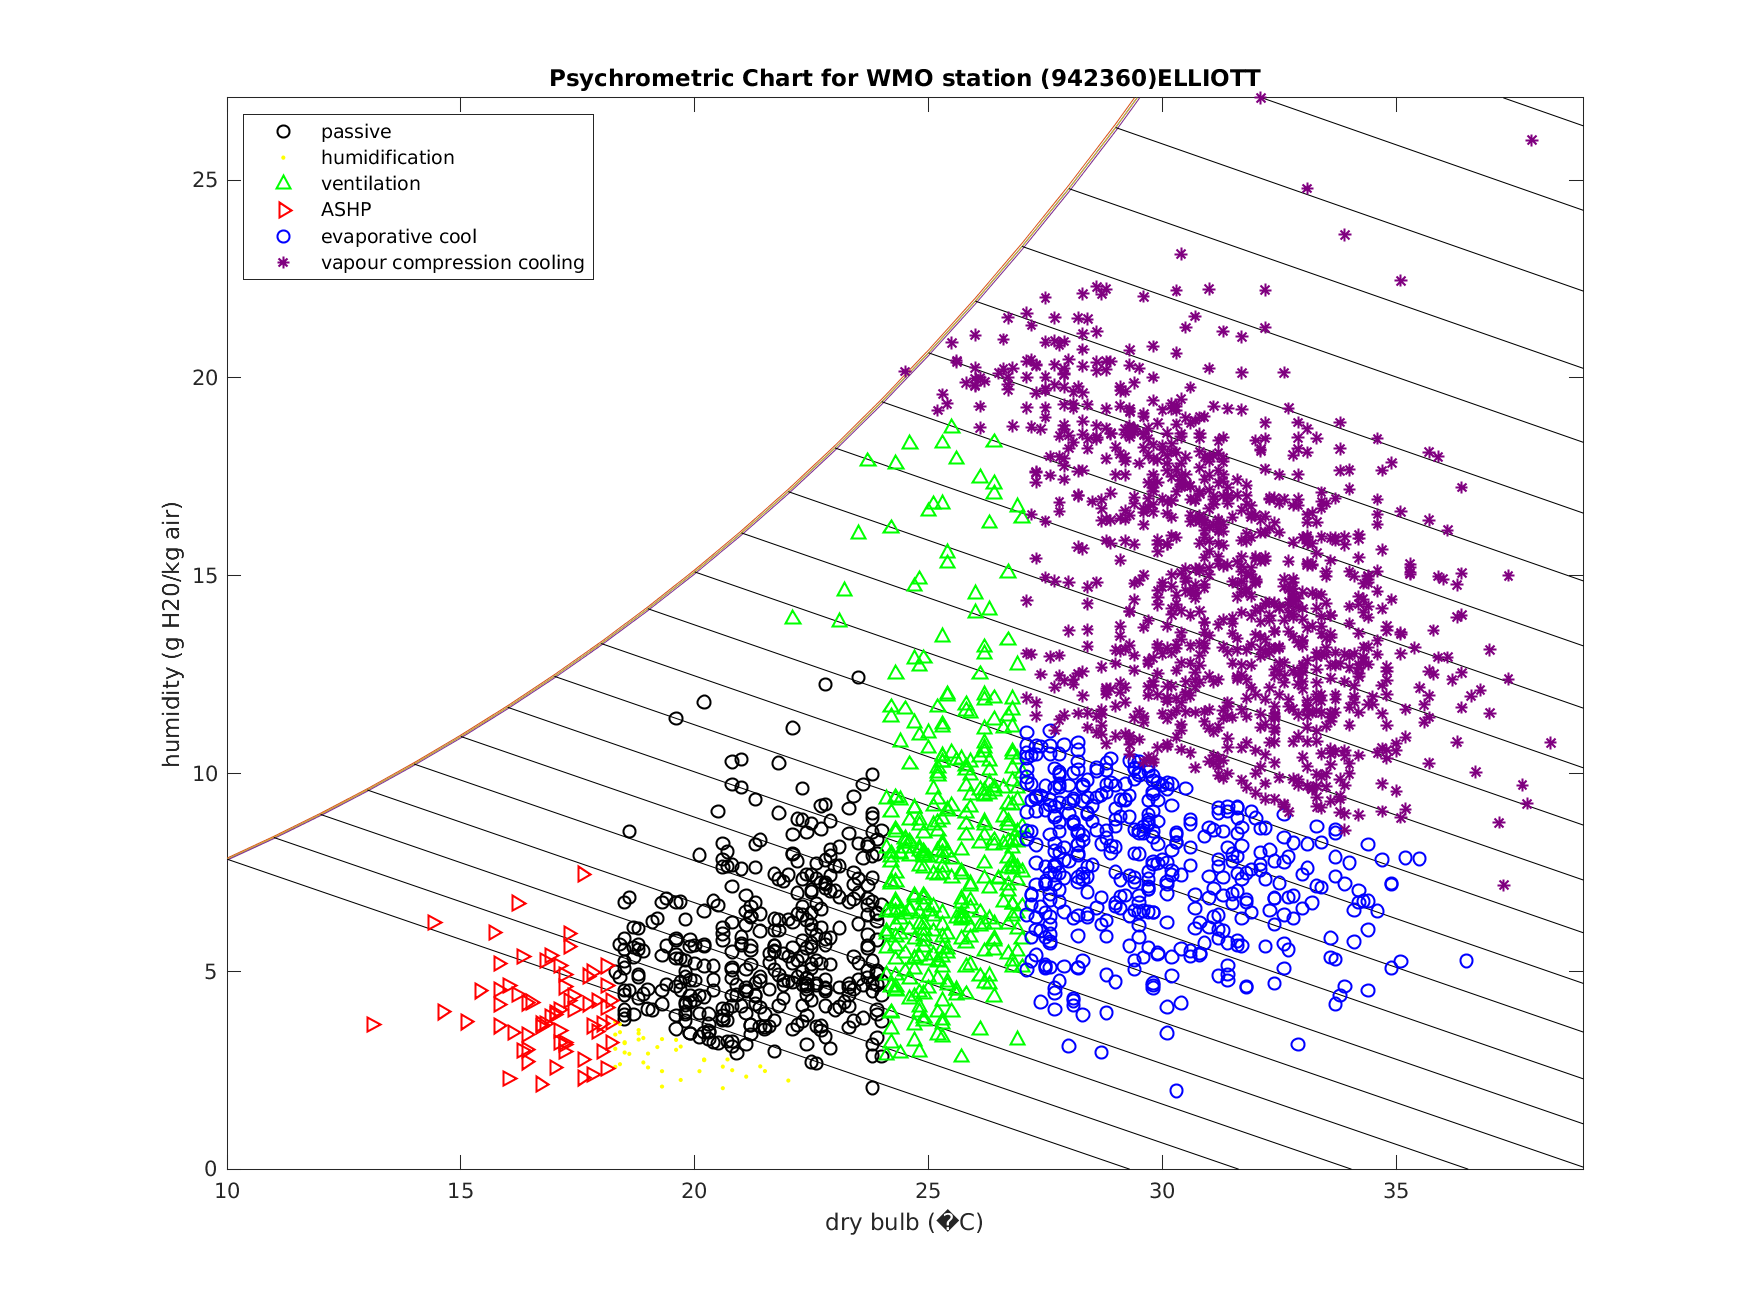 Psychrometric Chart for WMO station (942360)ELLIOTT
passive
humidification
ventilation
ASHP
evaporative cool
vapour compression cooling
humidity (g H20/kg air)
25
20
15
10
5
0
10 15 20 25 30 35
dry bulb (�C)